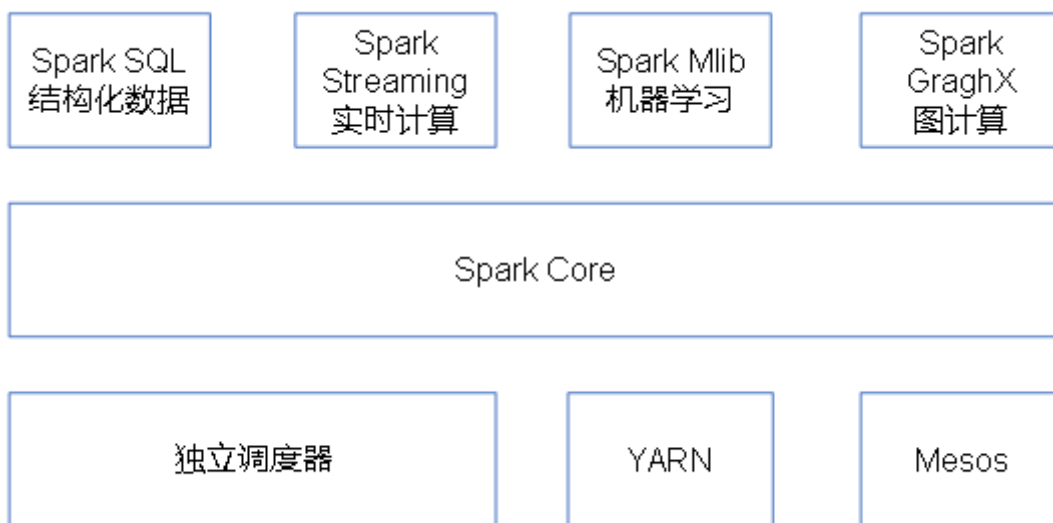 Spark SQL
结构化数据
Spark
Streaming
实时计算
Spark Mlib
机器学习
Spark
GraghX
图计算
Spark Core
独立调度器
YARN
Mesos